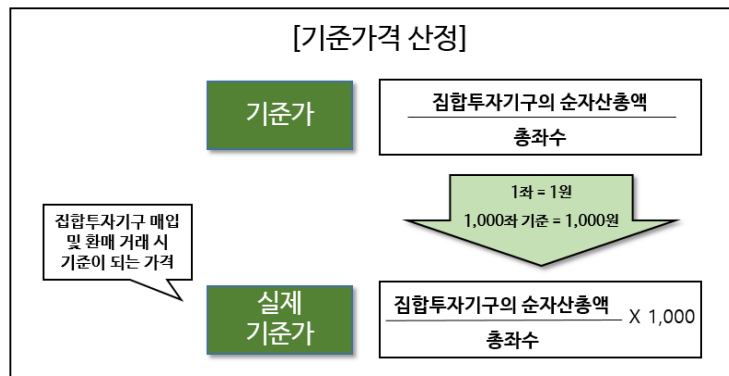 [기준가격 산정]
기준가
집합투자기구의 순자산총액
총좌수
1좌 = 1원
1,000좌 기준 = 1,000원
집합투자기구 매입
및 환매 거래 시
기준이 되는 가격
실제
기준가
집합투자기구의 순자산총액
X 1,000
총좌수